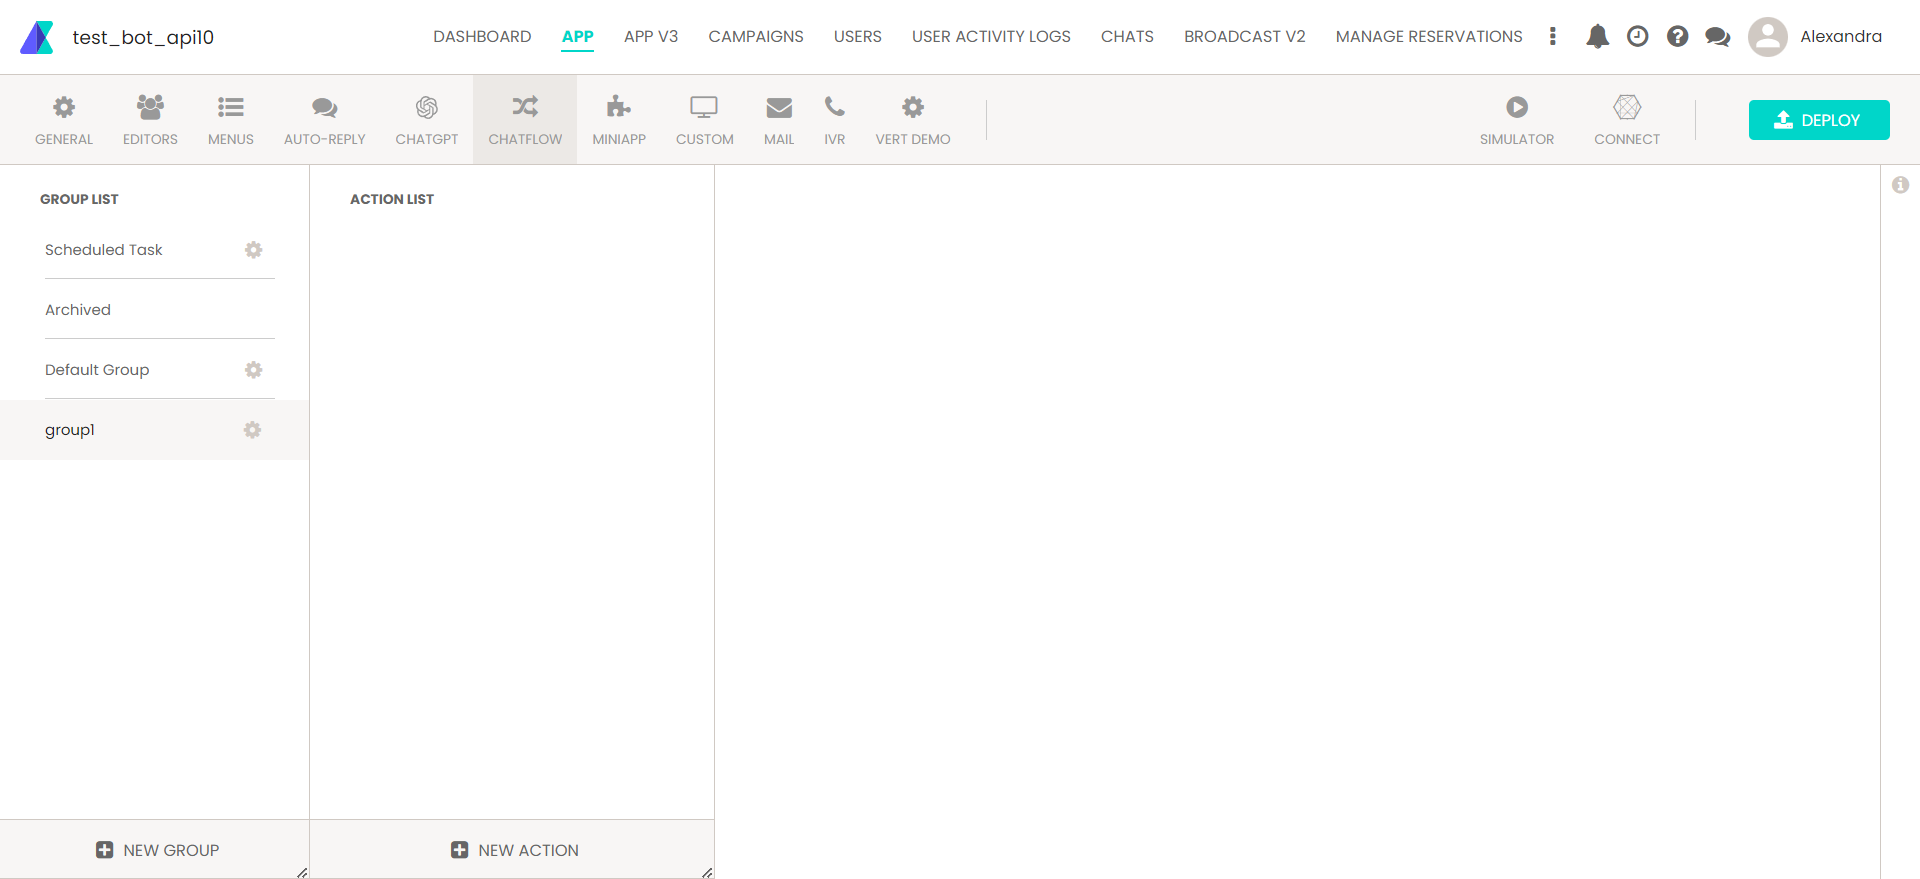 test_bot_api10
DASHBOARD APP APP V3 CAMPAIGNS USERS USER ACTIVITY LOGS CHATS BROADCAST V2 MANAGE RESERVATIONS Alexandra
GENERAL EDITORS MENUS AUTO-REPLY CHATGPT CHATFLOW MINIAPP CUSTOM MAIL IVR VERT DEMO SIMULATOR CONNECT DEPLOY
GROUP LIST
Scheduled Task
Archived
Default Group
group1
NEW GROUP
ACTION LIST
NEW ACTION